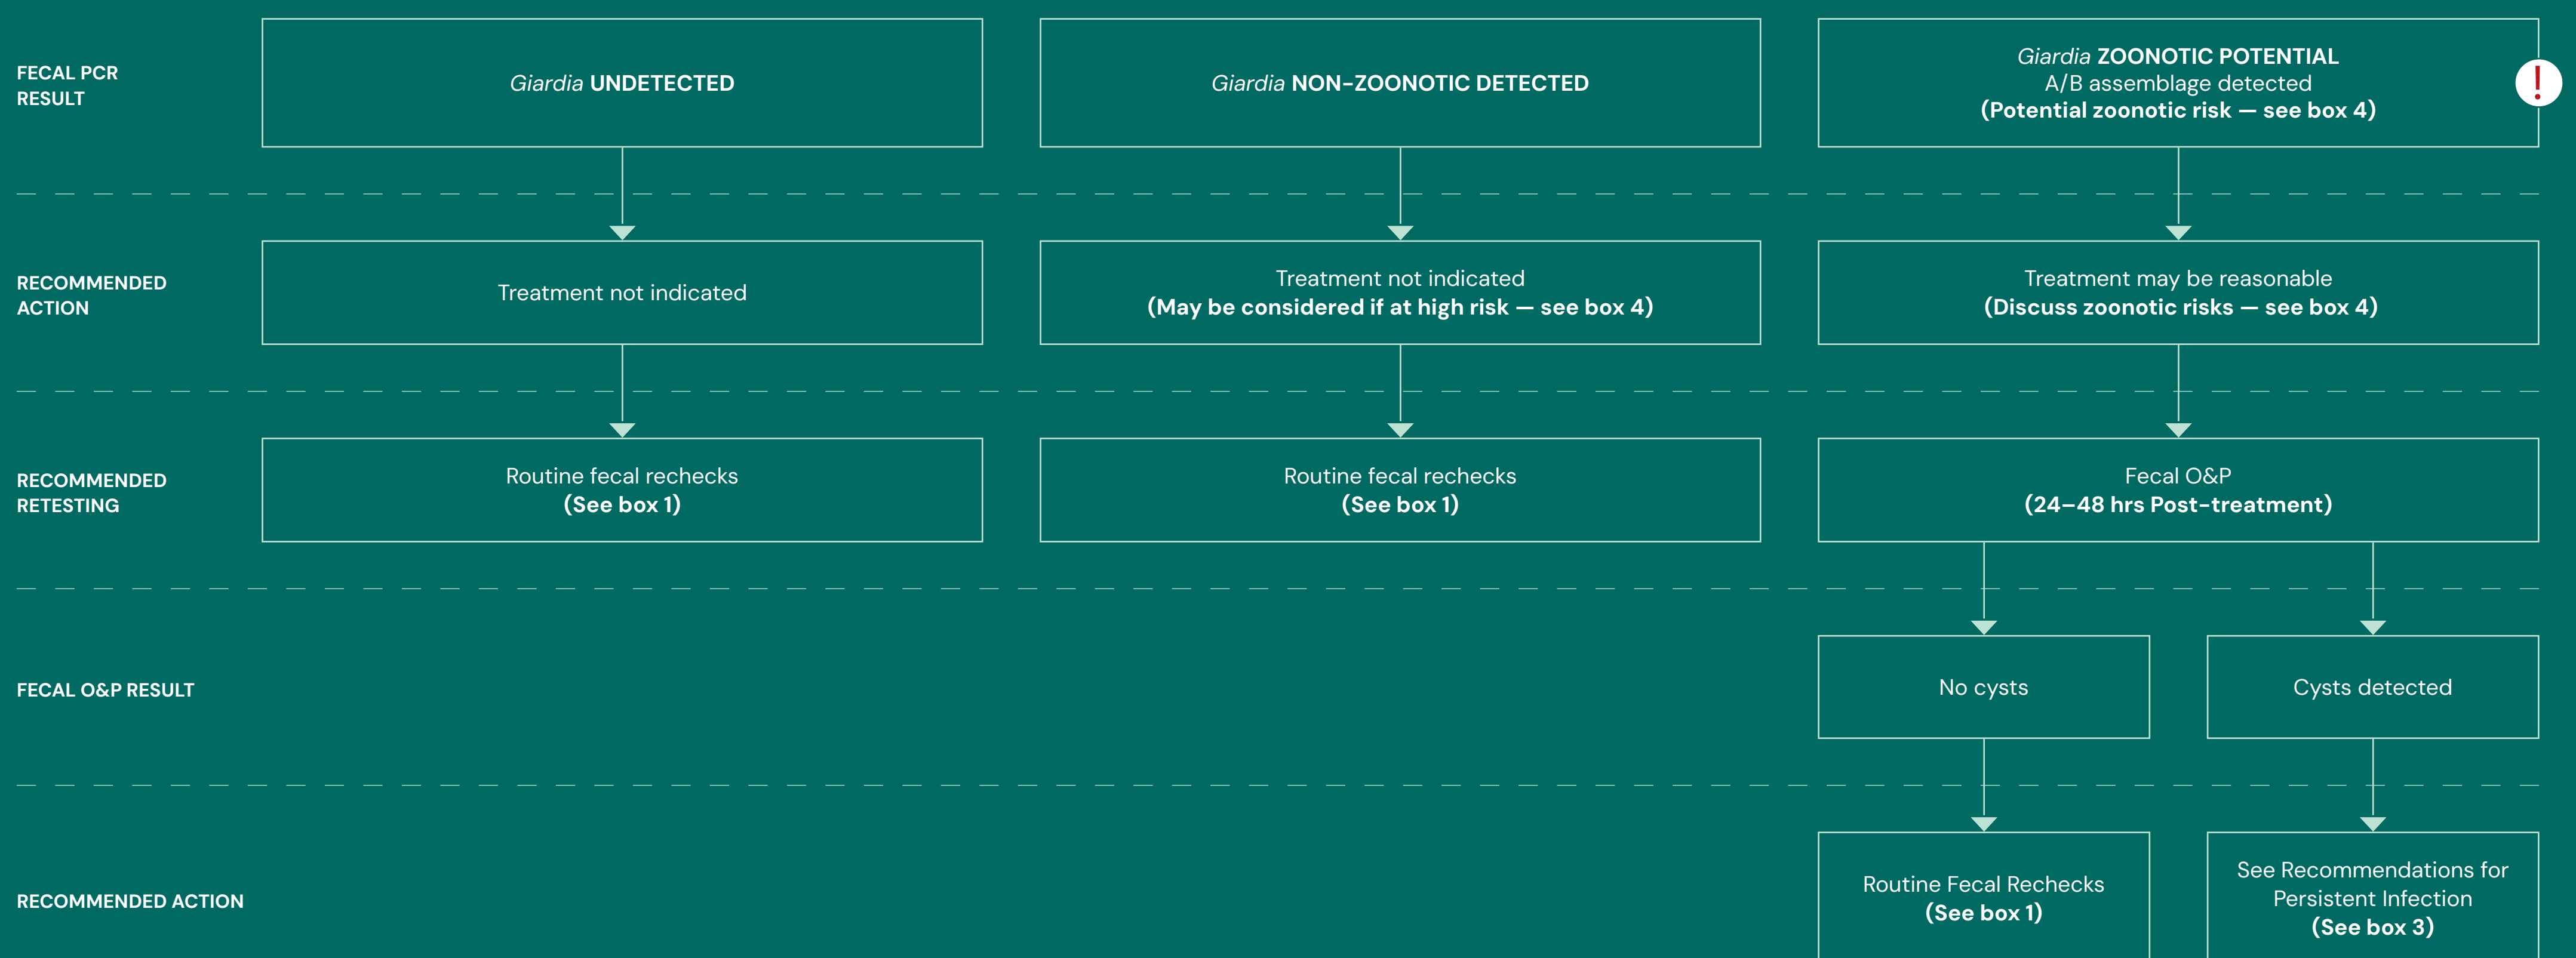 FECAL PCR
RESULT
Giardia UNDETECTED
Giardia NON-ZOONOTIC DETECTED
Giardia ZOONOTIC POTENTIAL
A/B assemblage detected
(Potential zoonotic risk — see box 4)
!
RECOMMENDED
ACTION
Treatment not indicated
Treatment not indicated
(May be considered if at high risk — see box 4)
Treatment may be reasonable
(Discuss zoonotic risks — see box 4)
RECOMMENDED
RETESTING
Routine fecal rechecks
(See box 1)
Routine fecal rechecks
(See box 1)
Fecal O&P
(24–48 hrs Post-treatment)
FECAL O&P RESULT
No cysts
Cysts detected
RECOMMENDED ACTION
Routine Fecal Rechecks
(See box 1)
See Recommendations for
Persistent Infection
(See box 3)